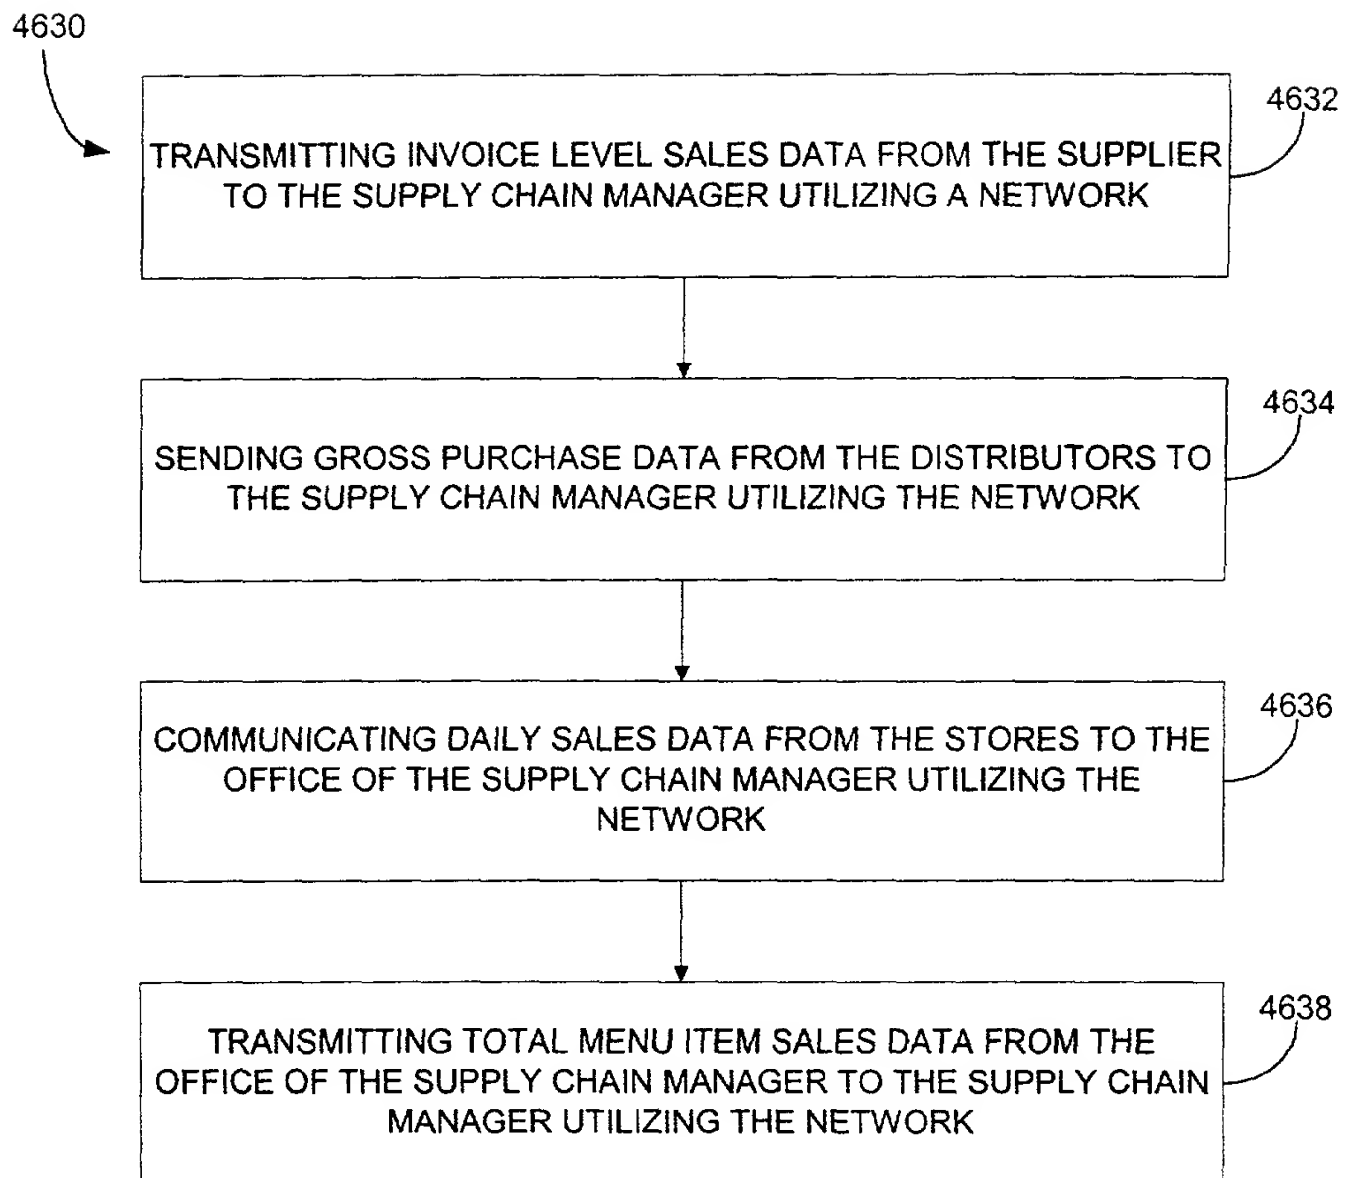 4630
4632
TRANSMITTING INVOICE LEVEL SALES DATA FROM THE SUPPLIER
TO THE SUPPLY CHAIN MANAGER UTILIZING A NETWORK
4634
SENDING GROSS PURCHASE DATA FROM THE DISTRIBUTORS TO
THE SUPPLY CHAIN MANAGER UTILIZING THE NETWORK
4636
COMMUNICATING DAILY SALES DATA FROM THE STORES TO THE
OFFICE OF THE SUPPLY CHAIN MANAGER UTILIZING THE
NETWORK
4638
TRANSMITTING TOTAL MENU ITEM SALES DATA FROM THE
OFFICE OF THE SUPPLY CHAIN MANAGER TO THE SUPPLY CHAIN
MANAGER UTILIZING THE NETWORK